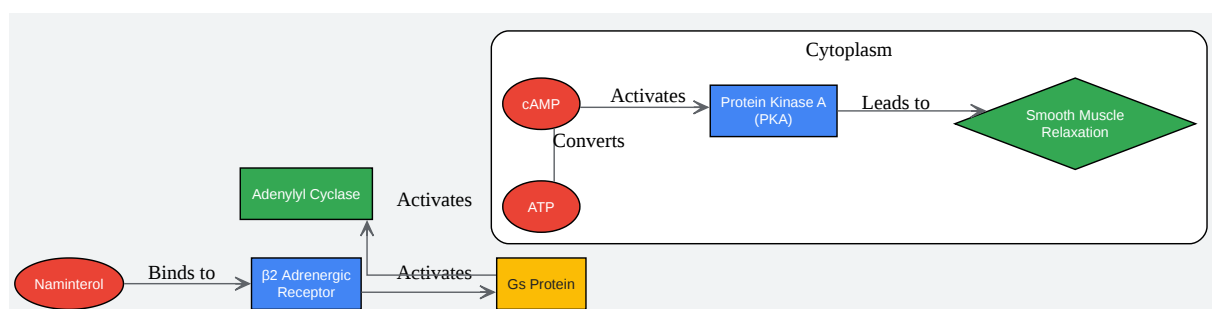 Cytoplasm
cAMP
Activates
Protein Kinase A
(PKA)
Leads to
Smooth Muscle
Relaxation
Converts
ATP
Adenylyl Cyclase
Activates
Naminterol
Binds to
β2 Adrenergic
Receptor
Activates
Gs Protein